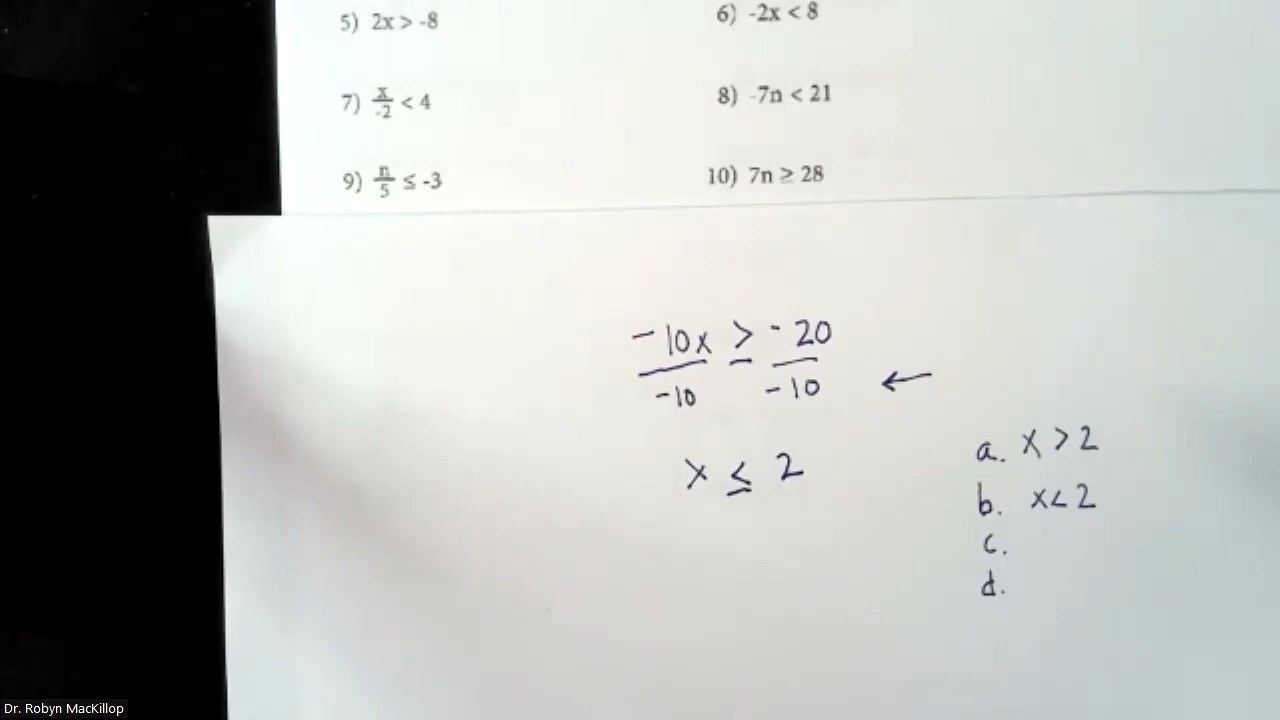 5) 2x > -8
6) -2x < 8
7) x/-2 < 4
8) -7n < 21
9) n/5 ≤ -3
10) 7n ≥ 28
-10x ≥ -20
-10 -10 ←
x ≤ 2
a. x > 2
b. x < 2
c.
d.
Dr. Robyn MacKillop